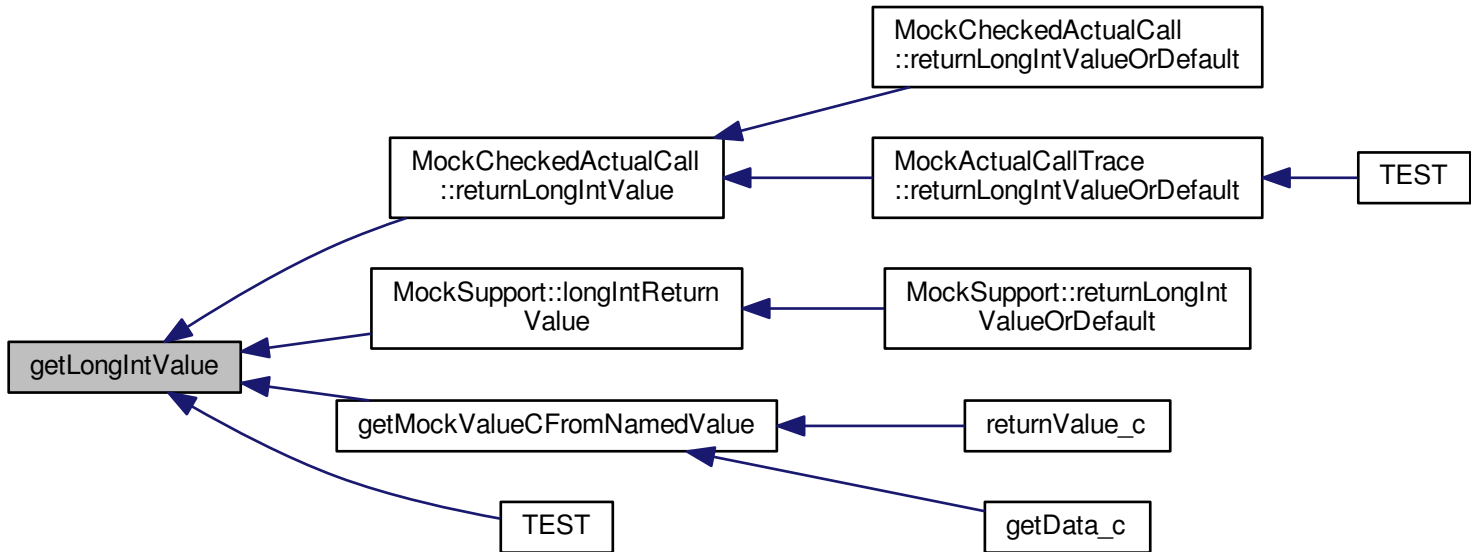 MockCheckedActualCall
::returnLongIntValueOrDefault
MockCheckedActualCall
::returnLongIntValue
MockActualCallTrace
::returnLongIntValueOrDefault
TEST
MockSupport::longIntReturn
Value
MockSupport::returnLongInt
ValueOrDefault
getLongIntValue
getMockValueCFromNamedValue
returnValue_c
TEST
getData_c